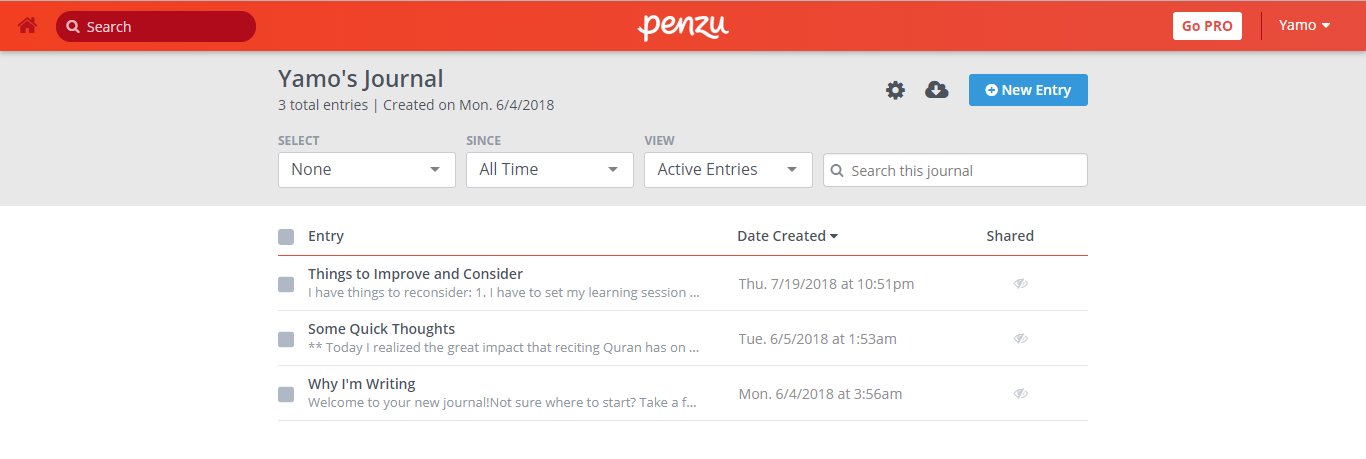 Search
penzu
Go PRO
Yamo
Yamo's Journal
3 total entries | Created on Mon. 6/4/2018
New Entry
SELECT
SINCE
VIEW
None
All Time
Active Entries
Search this journal
Entry
Date Created
Shared
Things to Improve and Consider
I have things to reconsider: 1. I have to set my learning session ...
Thu. 7/19/2018 at 10:51pm
Some Quick Thoughts
** Today I realized the great impact that reciting Quran has on ...
Tue. 6/5/2018 at 1:53am
Why I'm Writing
Welcome to your new journal!Not sure where to start? Take a f...
Mon. 6/4/2018 at 3:56am